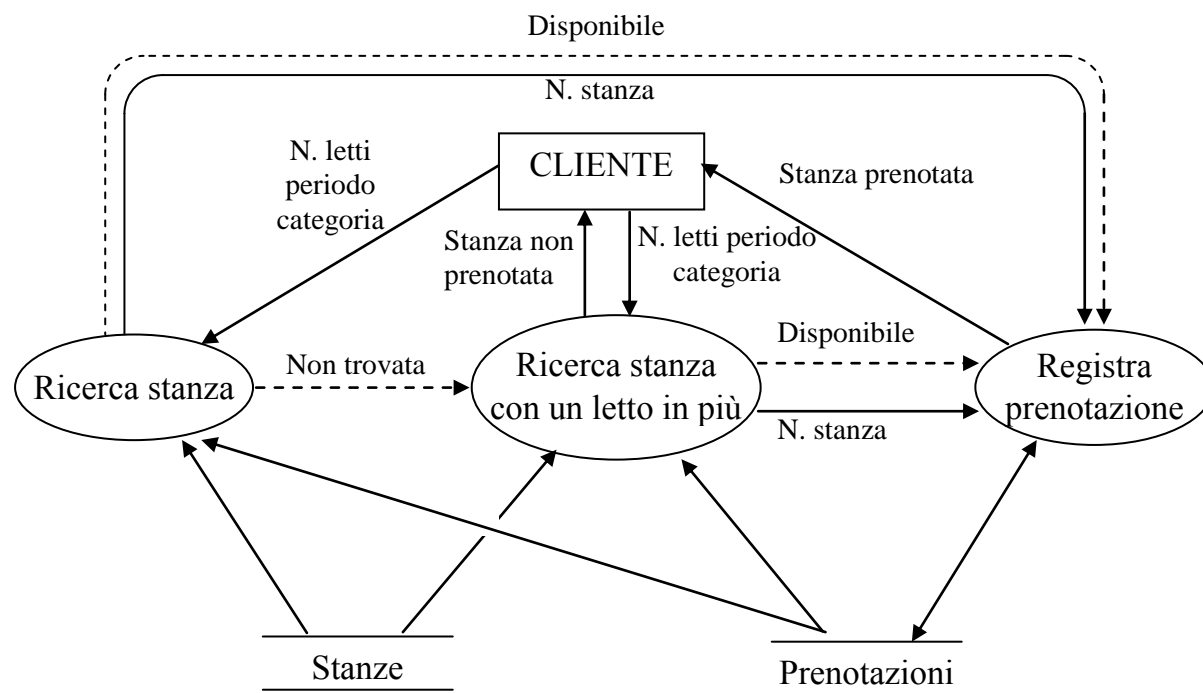 Disponibile
N. stanza
N. letti
periodo
categoria
CLIENTE
Stanza prenotata
Stanza non
prenotata
N. letti periodo
categoria
Ricerca stanza
Non trovata
Ricerca stanza
con un letto in più
Disponibile
N. stanza
Registra
prenotazione
Stanze
Prenotazioni